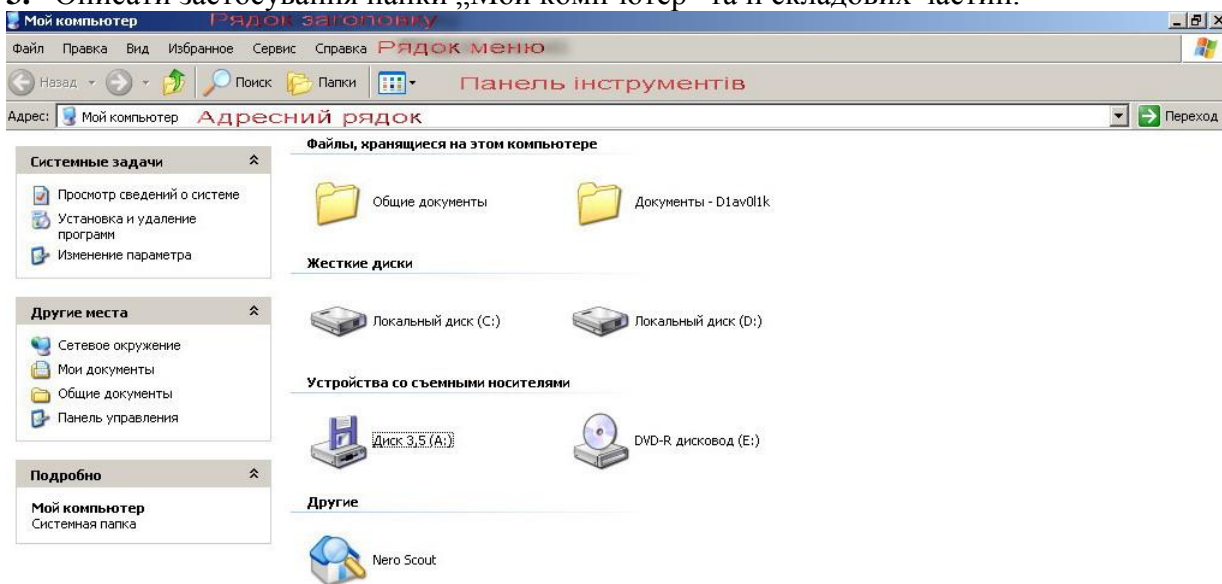 3. Описати застосування папки „Мой компьютер" та її складових частин.
Мой компьютер Рядок заголовку
Файл Правка Вид Избранное Сервис Справка Рядок меню
Назад Поиск Папки Панель інструментів
Адрес: Мой компьютер Адресний рядок Переход
Системные задачи
Просмотр сведений о системе
Установка и удаление
программ
Изменение параметра
Другие места
Сетевое окружение
Мои документы
Общие документы
Панель управления
Подробно
Мой компьютер
Системная папка
Файлы, хранящиеся на этом компьютере
Общие документы
Документы - D1av0l1k
Жесткие диски
Локальный диск (C:)
Локальный диск (D:)
Устройства со съемными носителями
Диск 3,5 (A:)
DVD-R дисковод (E:)
Другие
Nero Scout